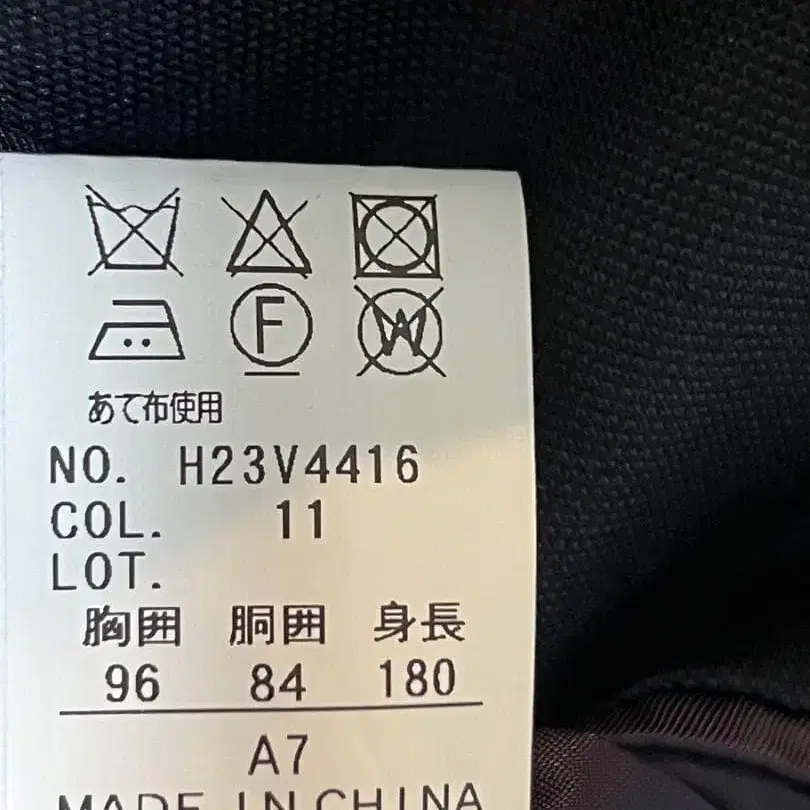 F W
あて布使用
NO. H23V4416
COL. 11
LOT.
胸囲 胴囲 身長
96 84 180
A7
MADE IN CHINA